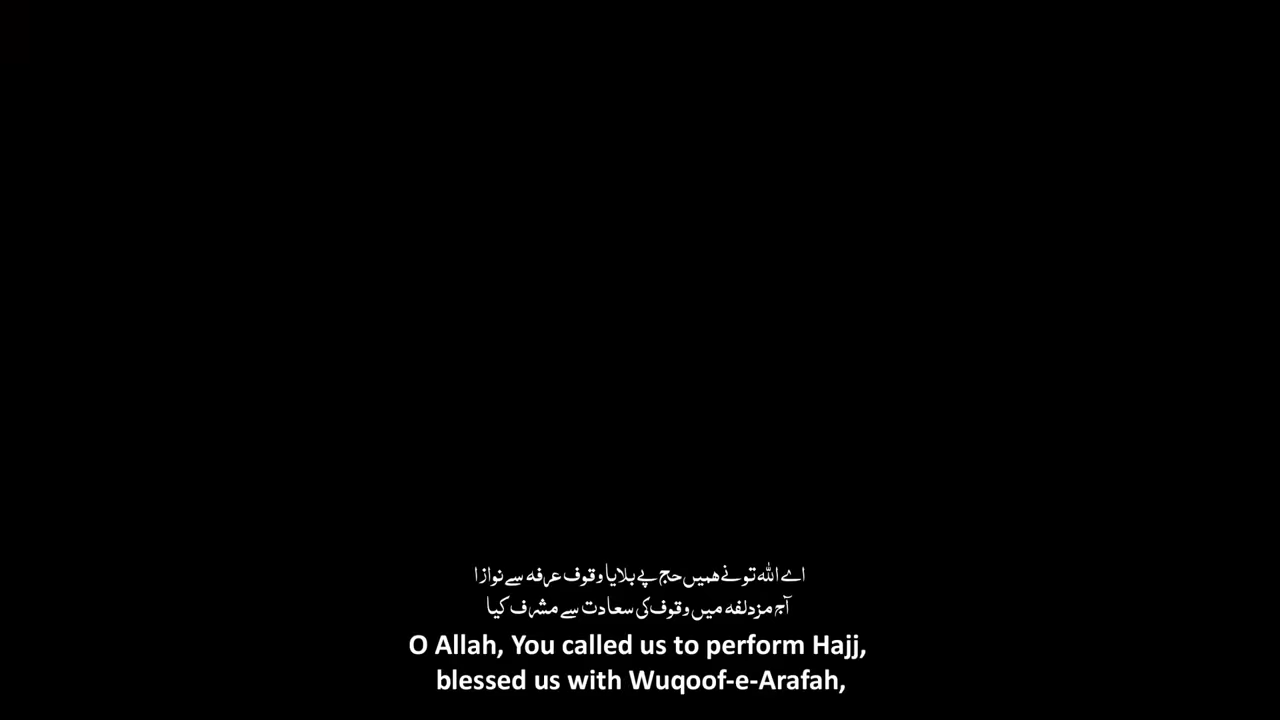 اے اللہ تو نے ہمیں حج پے بلایا وقوف عرفہ سے نوازا
آج مزدلفہ میں وقوف کی سعادت سے مشرف کیا
O Allah, You called us to perform Hajj,
blessed us with Wuqoof-e-Arafah,